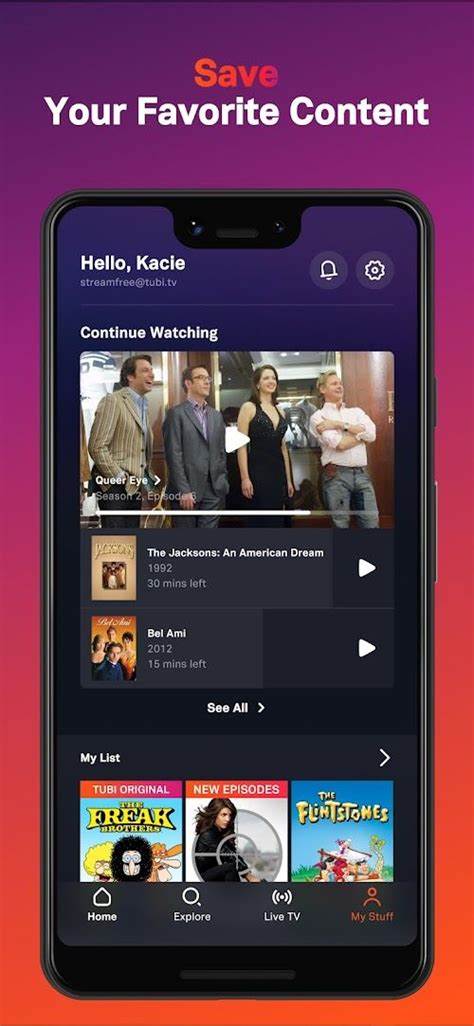 Save
Your Favorite Content
Hello, Kacie
streamfree@tubi.tv
Continue Watching
Queer Eye
Season 2, Episode 6
JACKSONS
The Jacksons: An American Dream
1992
30 mins left
Bel Ami
Bel Ami
2012
15 mins left
See All
My List
TUBI ORIGINAL
NEW EPISODES
THE
FREAK
BROTHERS
THE
FLINTSTONES
Home
Explore
Live TV
My Stuff